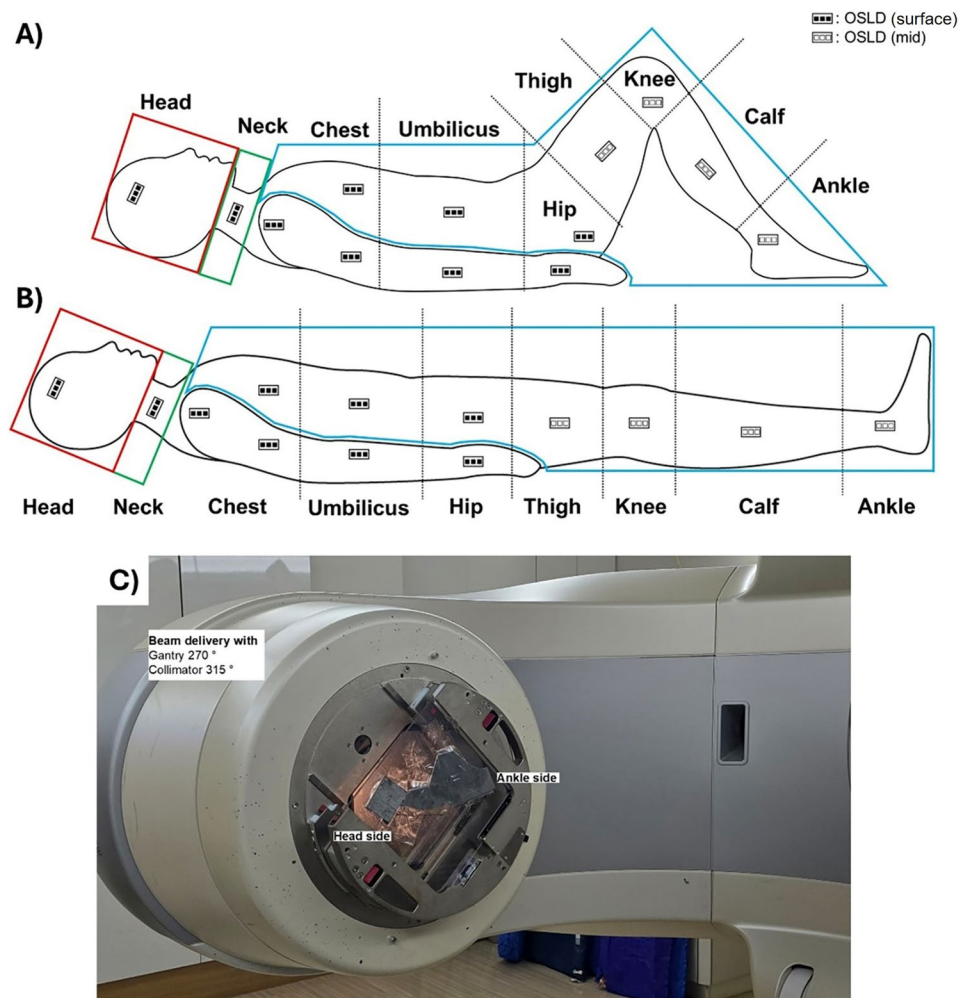 A)
: OSLD (surface)
: OSLD (mid)
Head
Neck
Chest
Umbilicus
Thigh
Knee
Calf
Ankle
Hip
B)
Head
Neck
Chest
Umbilicus
Hip
Thigh
Knee
Calf
Ankle
C)
Beam delivery with
Gantry 270 °
Collimator 315 °
Ankle side
Head side